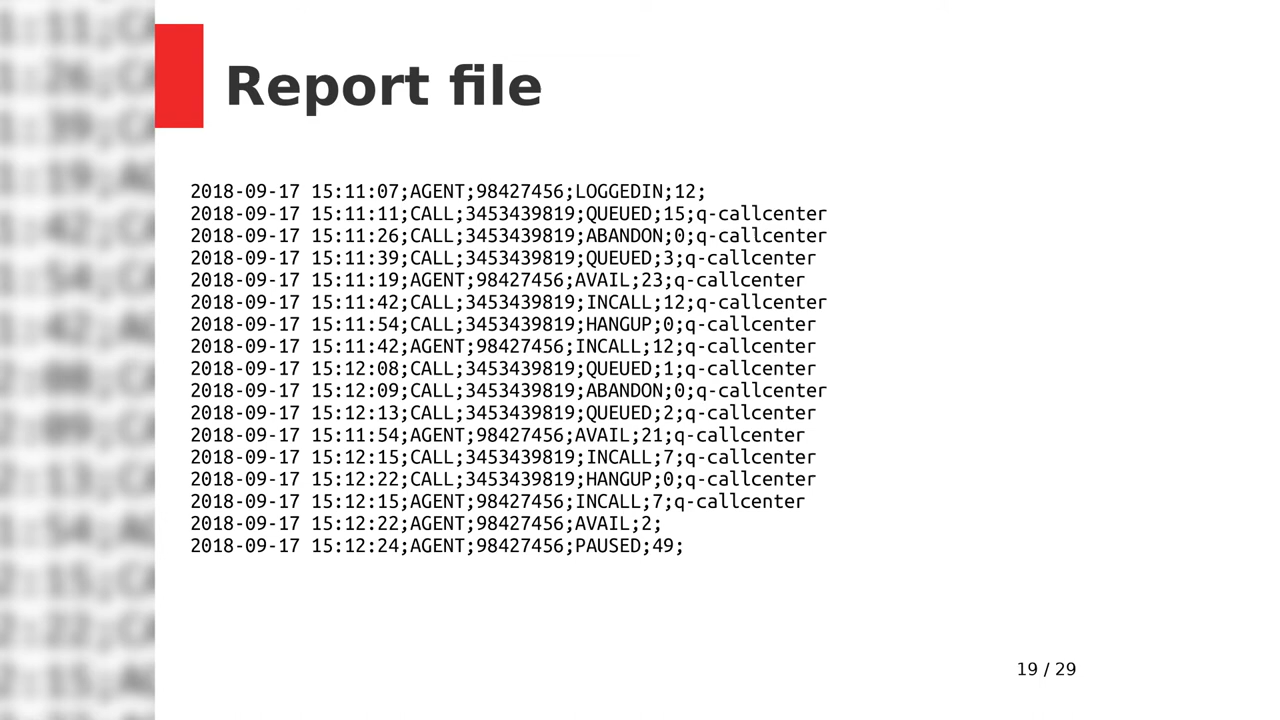 Report file
2018-09-17 15:11:07;AGENT;98427456;LOGGEDIN;12;
2018-09-17 15:11:11;CALL;3453439819;QUEUED;15;q-callcenter
2018-09-17 15:11:26;CALL;3453439819;ABANDON;0;q-callcenter
2018-09-17 15:11:39;CALL;3453439819;QUEUED;3;q-callcenter
2018-09-17 15:11:19;AGENT;98427456;AVAIL;23;q-callcenter
2018-09-17 15:11:42;CALL;3453439819;INCALL;12;q-callcenter
2018-09-17 15:11:54;CALL;3453439819;HANGUP;0;q-callcenter
2018-09-17 15:11:42;AGENT;98427456;INCALL;12;q-callcenter
2018-09-17 15:12:08;CALL;3453439819;QUEUED;1;q-callcenter
2018-09-17 15:12:09;CALL;3453439819;ABANDON;0;q-callcenter
2018-09-17 15:12:13;CALL;3453439819;QUEUED;2;q-callcenter
2018-09-17 15:11:54;AGENT;98427456;AVAIL;21;q-callcenter
2018-09-17 15:12:15;CALL;3453439819;INCALL;7;q-callcenter
2018-09-17 15:12:22;CALL;3453439819;HANGUP;0;q-callcenter
2018-09-17 15:12:15;AGENT;98427456;INCALL;7;q-callcenter
2018-09-17 15:12:22;AGENT;98427456;AVAIL;2;
2018-09-17 15:12:24;AGENT;98427456;PAUSED;49;
19 / 29